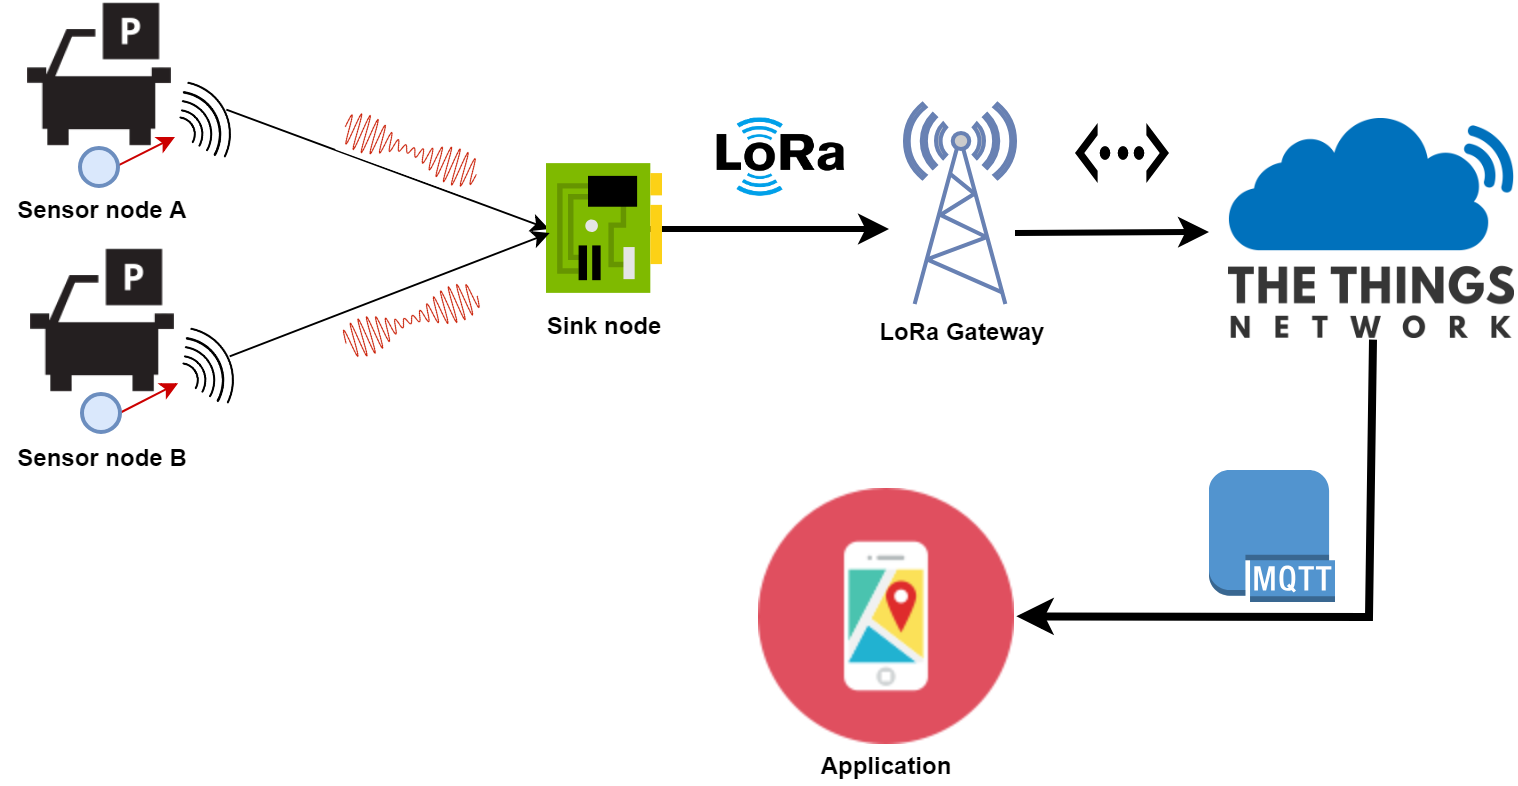 P
Sensor node A
P
Sensor node B
Sink node
LoRa
LoRa Gateway
THE THINGS
NETWORK
MQTT
Application